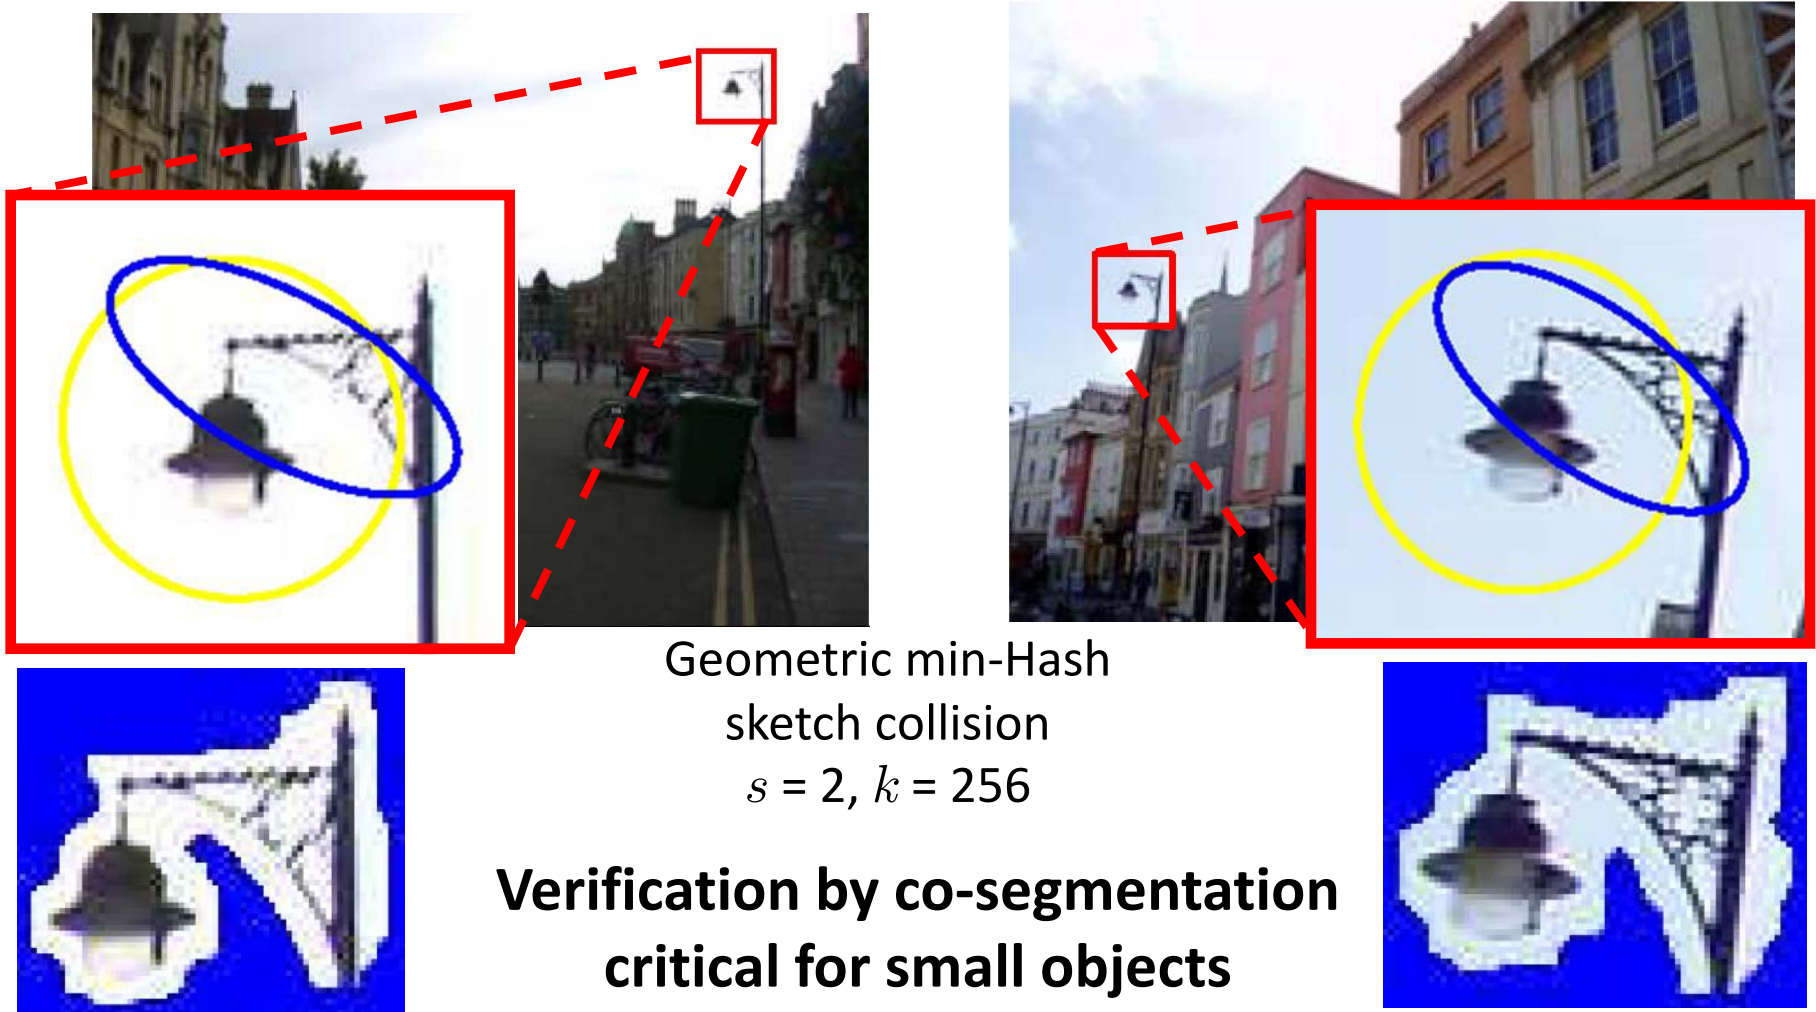 Geometric min-Hash
sketch collision
s = 2, k = 256
Verification by co-segmentation
critical for small objects